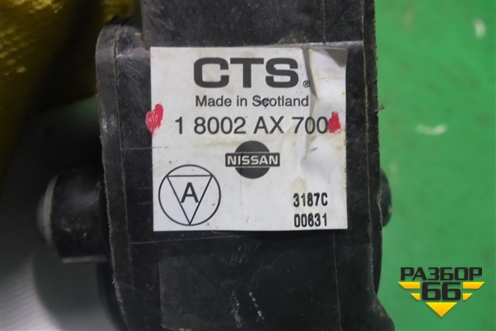 CTS®
Made in Scotland
1 8002 AX 700
NISSAN
A
3187C
00631
РАЗБОР
66